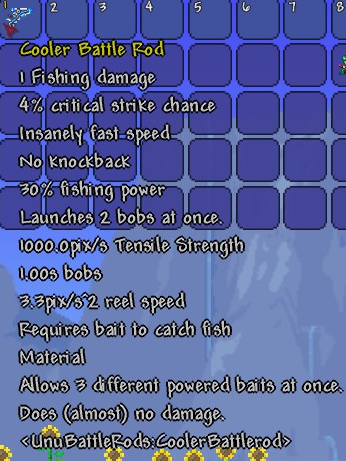 1 2 3 4 5 6 7 8
Cooler Battle Rod
1 Fishing damage
4% critical strike chance
Insanely fast speed
No knockback
30% fishing power
Launches 2 bobs at once.
1000.0pix/s Tensile Strength
1.00s bobs
3.3pix/s^2 reel speed
Requires bait to catch fish
Material
Allows 3 different powered baits at once.
Does (almost) no damage.
<UnuBattleRods:CoolerBattlerod>